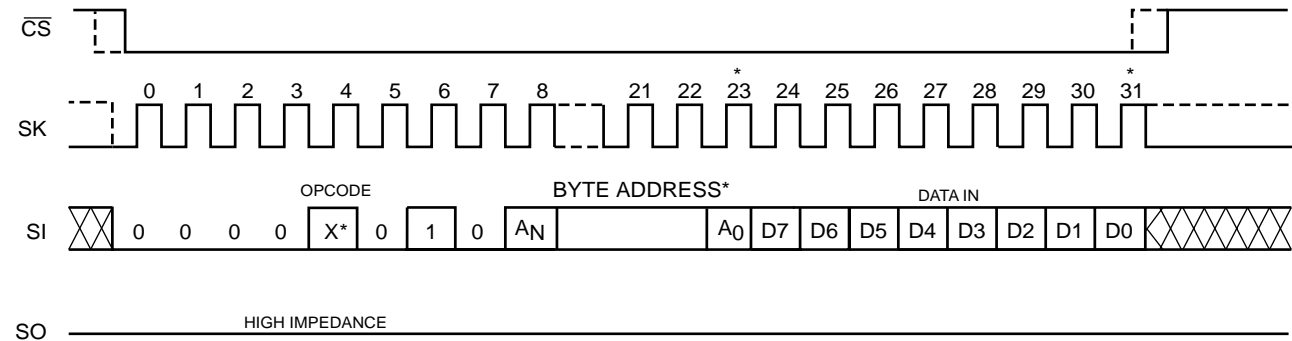 CS
* *
0 1 2 3 4 5 6 7 8 21 22 23 24 25 26 27 28 29 30 31
SK
OPCODE BYTE ADDRESS* DATA IN
SI 0 0 0 0 X* 0 1 0 AN A0 D7 D6 D5 D4 D3 D2 D1 D0
HIGH IMPEDANCE
SO